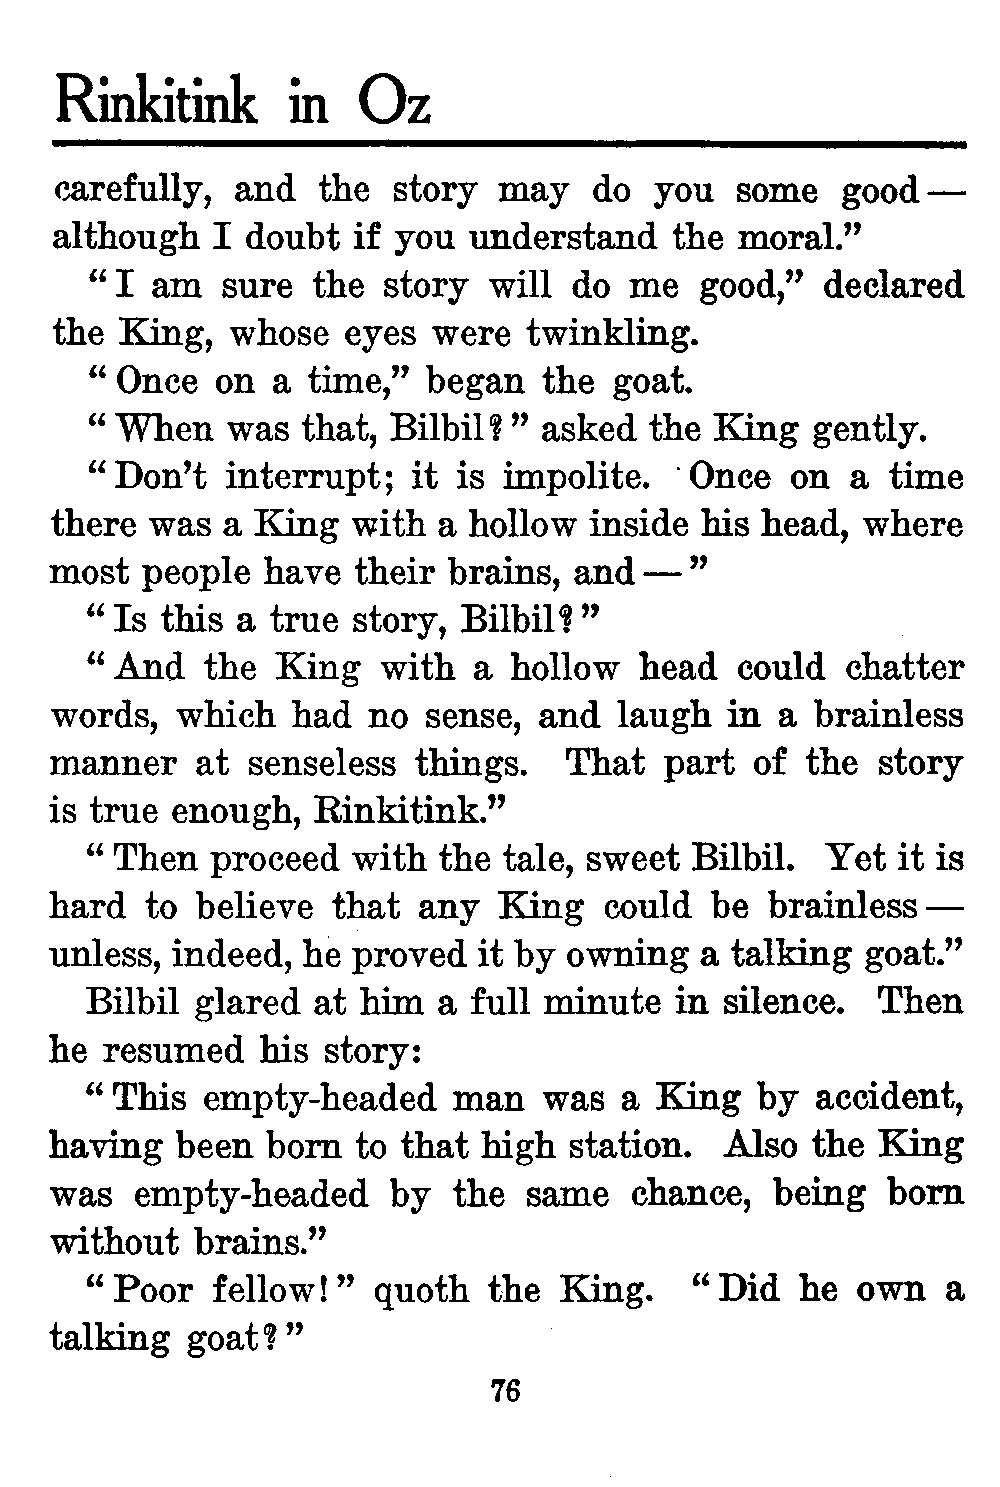 Rinkitink in Oz
carefully, and the story may do you some good—
although I doubt if you understand the moral.”
“I am sure the story will do me good,” declared
the King, whose eyes were twinkling.
“Once on a time,” began the goat.
“When was that, Bilbil?” asked the King gently.
“Don’t interrupt; it is impolite. Once on a time
there was a King with a hollow inside his head, where
most people have their brains, and—”
“Is this a true story, Bilbil?”
“And the King with a hollow head could chatter
words, which had no sense, and laugh in a brainless
manner at senseless things. That part of the story
is true enough, Rinkitink.”
“Then proceed with the tale, sweet Bilbil. Yet it is
hard to believe that any King could be brainless—
unless, indeed, he proved it by owning a talking goat.”
Bilbil glared at him a full minute in silence. Then
he resumed his story:
“This empty-headed man was a King by accident,
having been born to that high station. Also the King
was empty-headed by the same chance, being born
without brains.”
“Poor fellow!” quoth the King. “Did he own a
talking goat?”
76